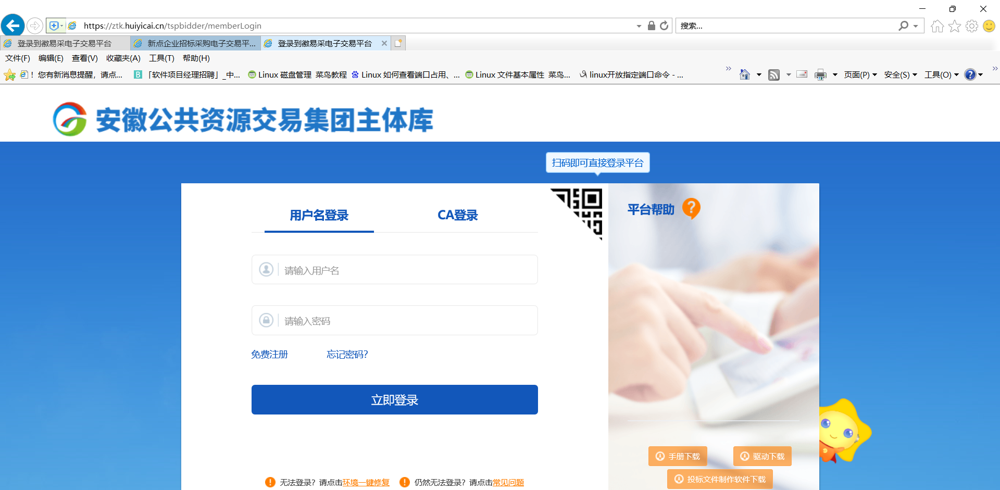 https://ztk.huiyicai.cn/tspbidder/memberLogin
搜索...
登录到徽易采电子交易平台
新点企业招标采购电子交易平...
登录到徽易采电子交易平台
文件(F) 编辑(E) 查看(V) 收藏夹(A) 工具(T) 帮助(H)
！您有新消息提醒，请点...
「软件项目经理招聘」_中...
Linux 磁盘管理 菜鸟教程
Linux 如何查看端口占用、...
Linux 文件基本属性 菜鸟...
linux开放指定端口命令 - ...
页面(P) 安全(S) 工具(O)
安徽公共资源交易集团主体库
扫码即可直接登录平台
用户名登录
CA登录
平台帮助
请输入用户名
请输入密码
免费注册
忘记密码?
立即登录
手册下载
驱动下载
投标文件制作软件下载
无法登录？请点击环境一键修复
仍然无法登录？请点击常见问题